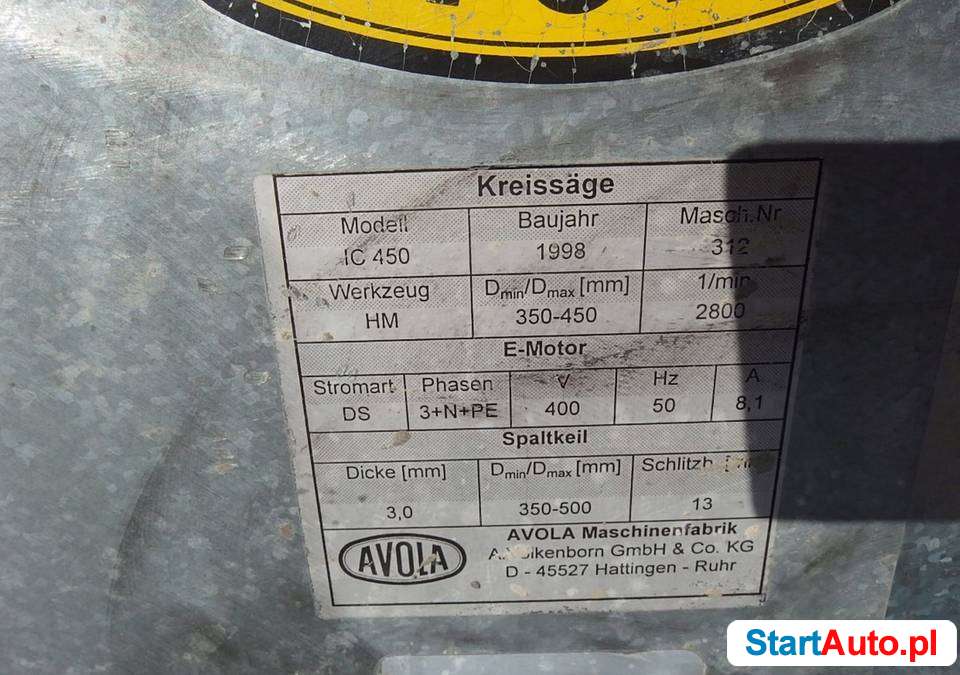 Kreissäge
Modell Baujahr Masch.Nr
IC 450 1998 312
Werkzeug Dmin/Dmax [mm] 1/min
HM 350-450 2800
E-Motor
Stromart Phasen V Hz A
DS 3+N+PE 400 50 8,1
Spaltkeil
Dicke [mm] Dmin/Dmax [mm]
3,0 350-500 13
AVOLA Maschinenfabrik
GmbH & Co. KG
D - 45527 Hattingen - Ruhr
AVOLA
StartAuto.pl